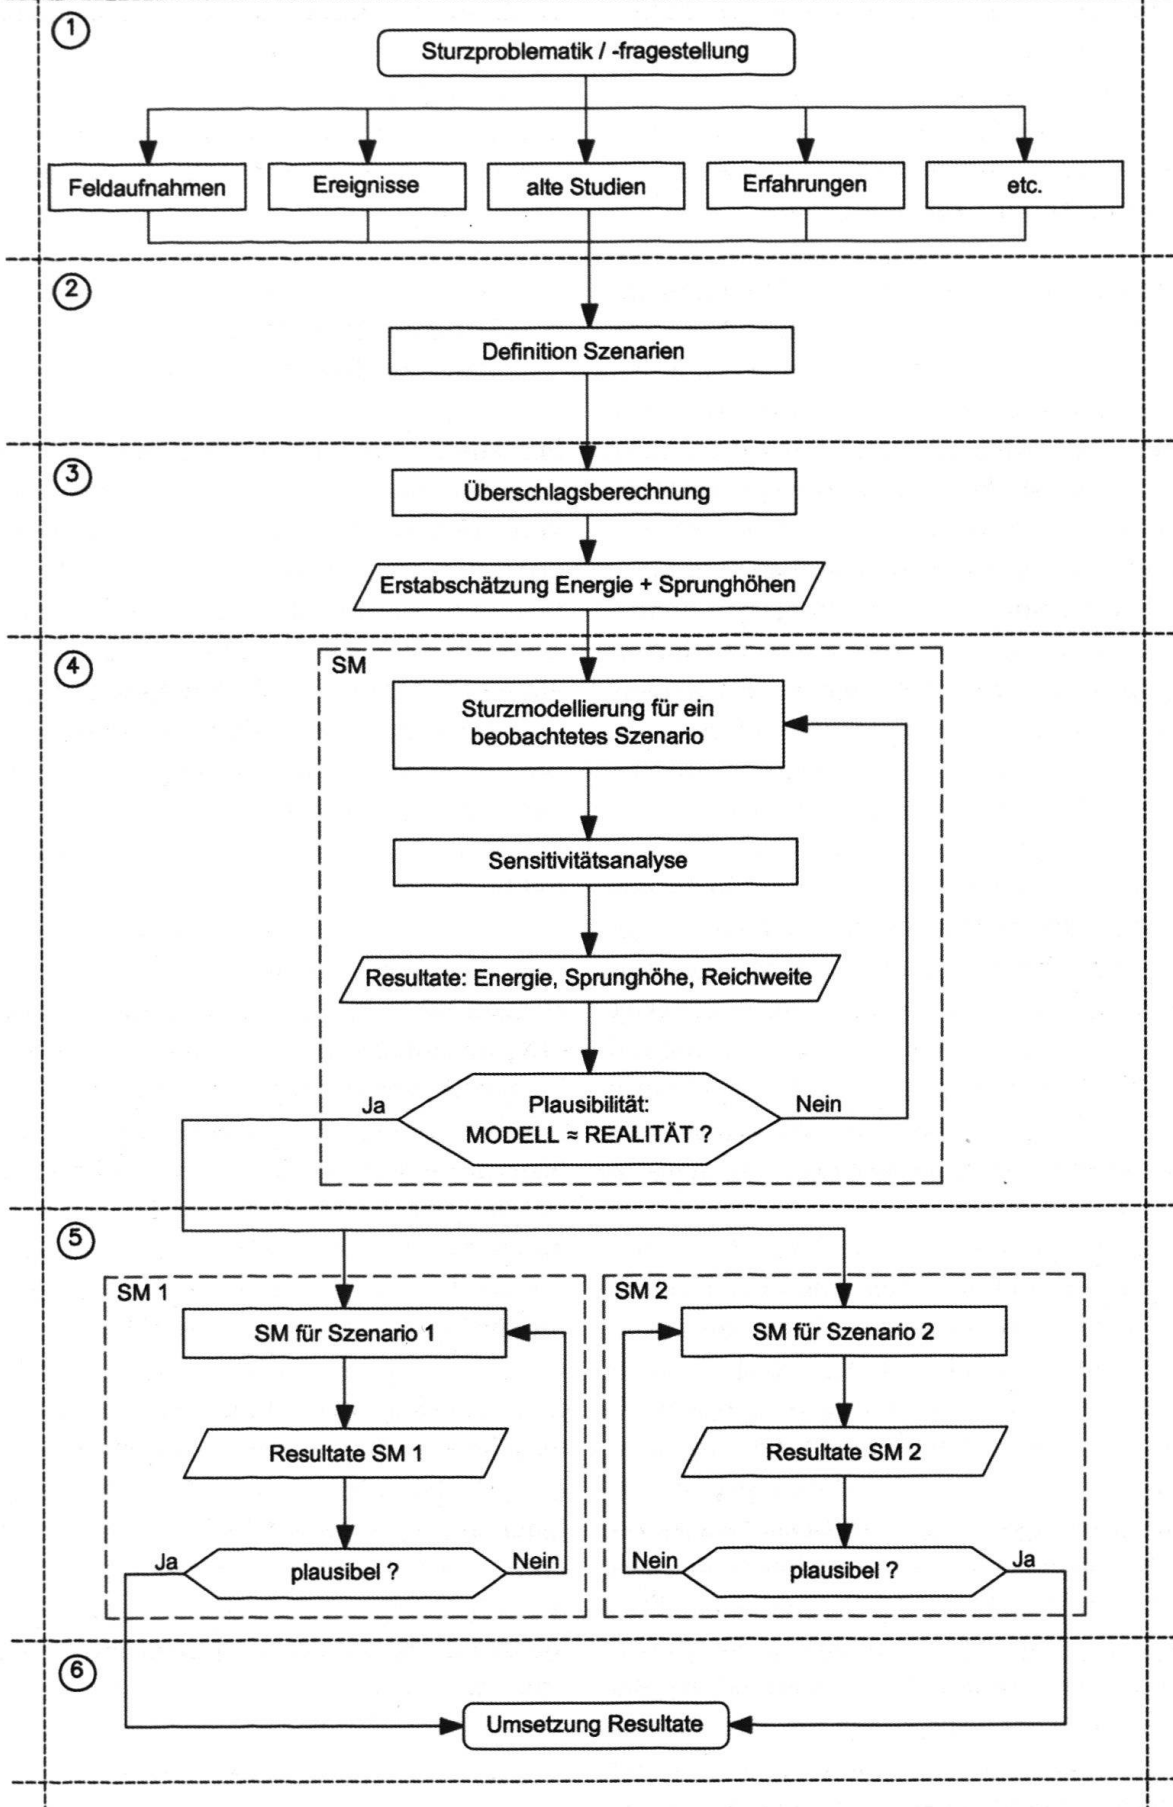 1
Sturzproblematik / -fragestellung
Feldaufnahmen
Ereignisse
alte Studien
Erfahrungen
etc.
2
Definition Szenarien
3
Überschlagsberechnung
Erstabschätzung Energie + Sprunghöhen
4
SM
Sturzmodellierung für ein
beobachtetes Szenario
Sensitivitätsanalyse
Resultate: Energie, Sprunghöhe, Reichweite
Ja
Plausibilität:
MODELL ≈ REALITÄT ?
Nein
5
SM 1
SM für Szenario 1
Resultate SM 1
Ja
plausibel ?
Nein
SM 2
SM für Szenario 2
Resultate SM 2
Nein
plausibel ?
Ja
6
Umsetzung Resultate